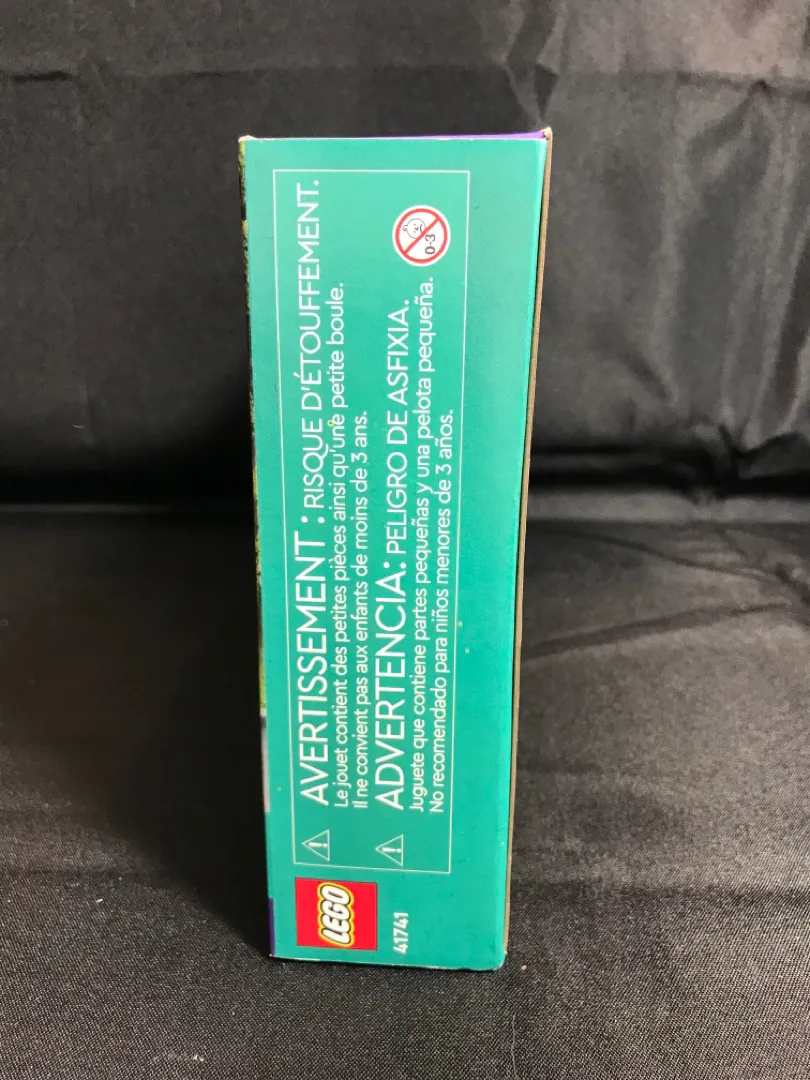 AVERTISSEMENT : RISQUE D'ÉTOUFFEMENT.
Le jouet contient des petites pièces ainsi qu'une petite boule.
Il ne convient pas aux enfants de moins de 3 ans.
ADVERTENCIA: PELIGRO DE ASFIXIA.
Juguete que contiene partes pequeñas y una pelota pequeña.
No recomendado para niños menores de 3 años.
0-3
LEGO
41741